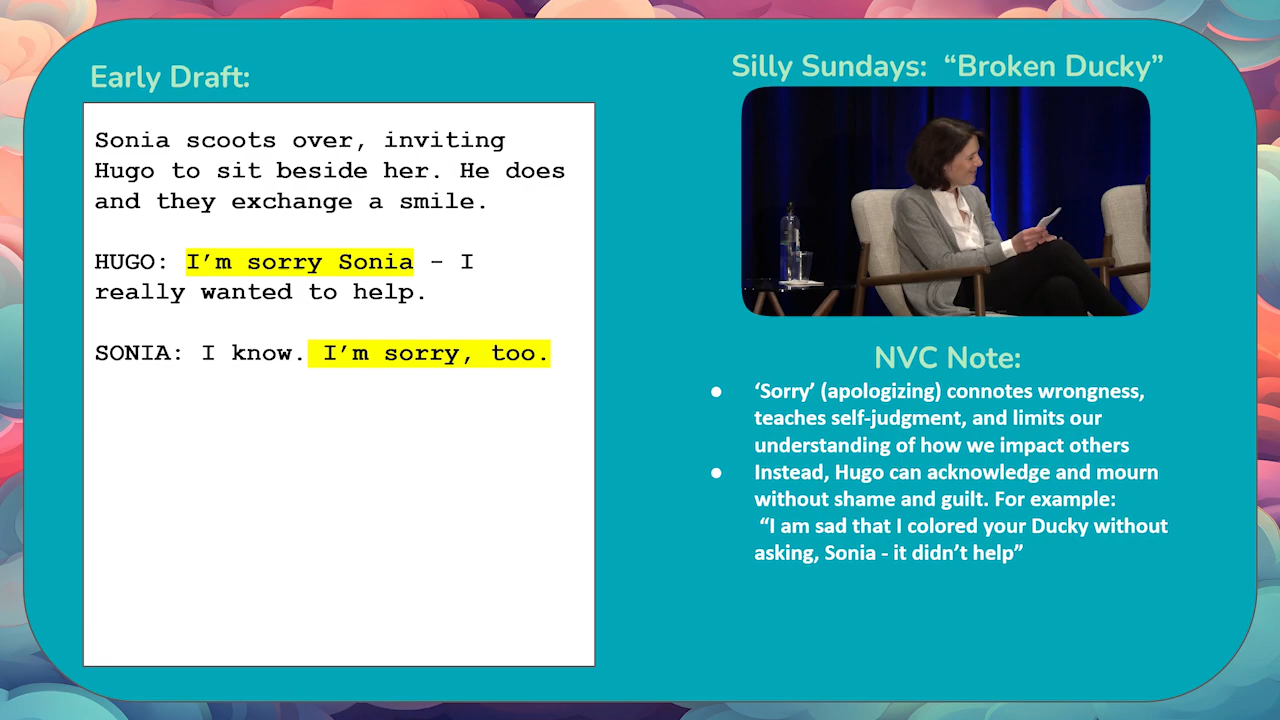 Early Draft:
Sonia scoots over, inviting
Hugo to sit beside her. He does
and they exchange a smile.
HUGO: I’m sorry Sonia – I
really wanted to help.
SONIA: I know. I’m sorry, too.
Silly Sundays: “Broken Ducky”
NVC Note:
● ‘Sorry’ (apologizing) connotes wrongness,
teaches self-judgment, and limits our
understanding of how we impact others
● Instead, Hugo can acknowledge and mourn
without shame and guilt. For example:
“I am sad that I colored your Ducky without
asking, Sonia - it didn’t help”